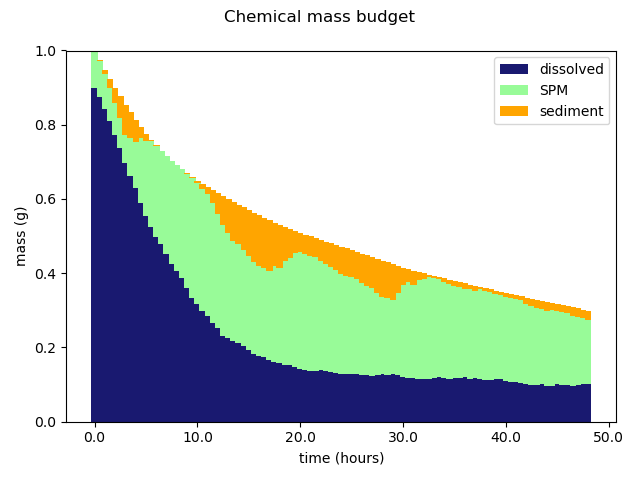 Chemical mass budget
1.0
0.8
0.6
0.4
0.2
0.0
mass (g)
dissolved
SPM
sediment
0.0 10.0 20.0 30.0 40.0 50.0
time (hours)